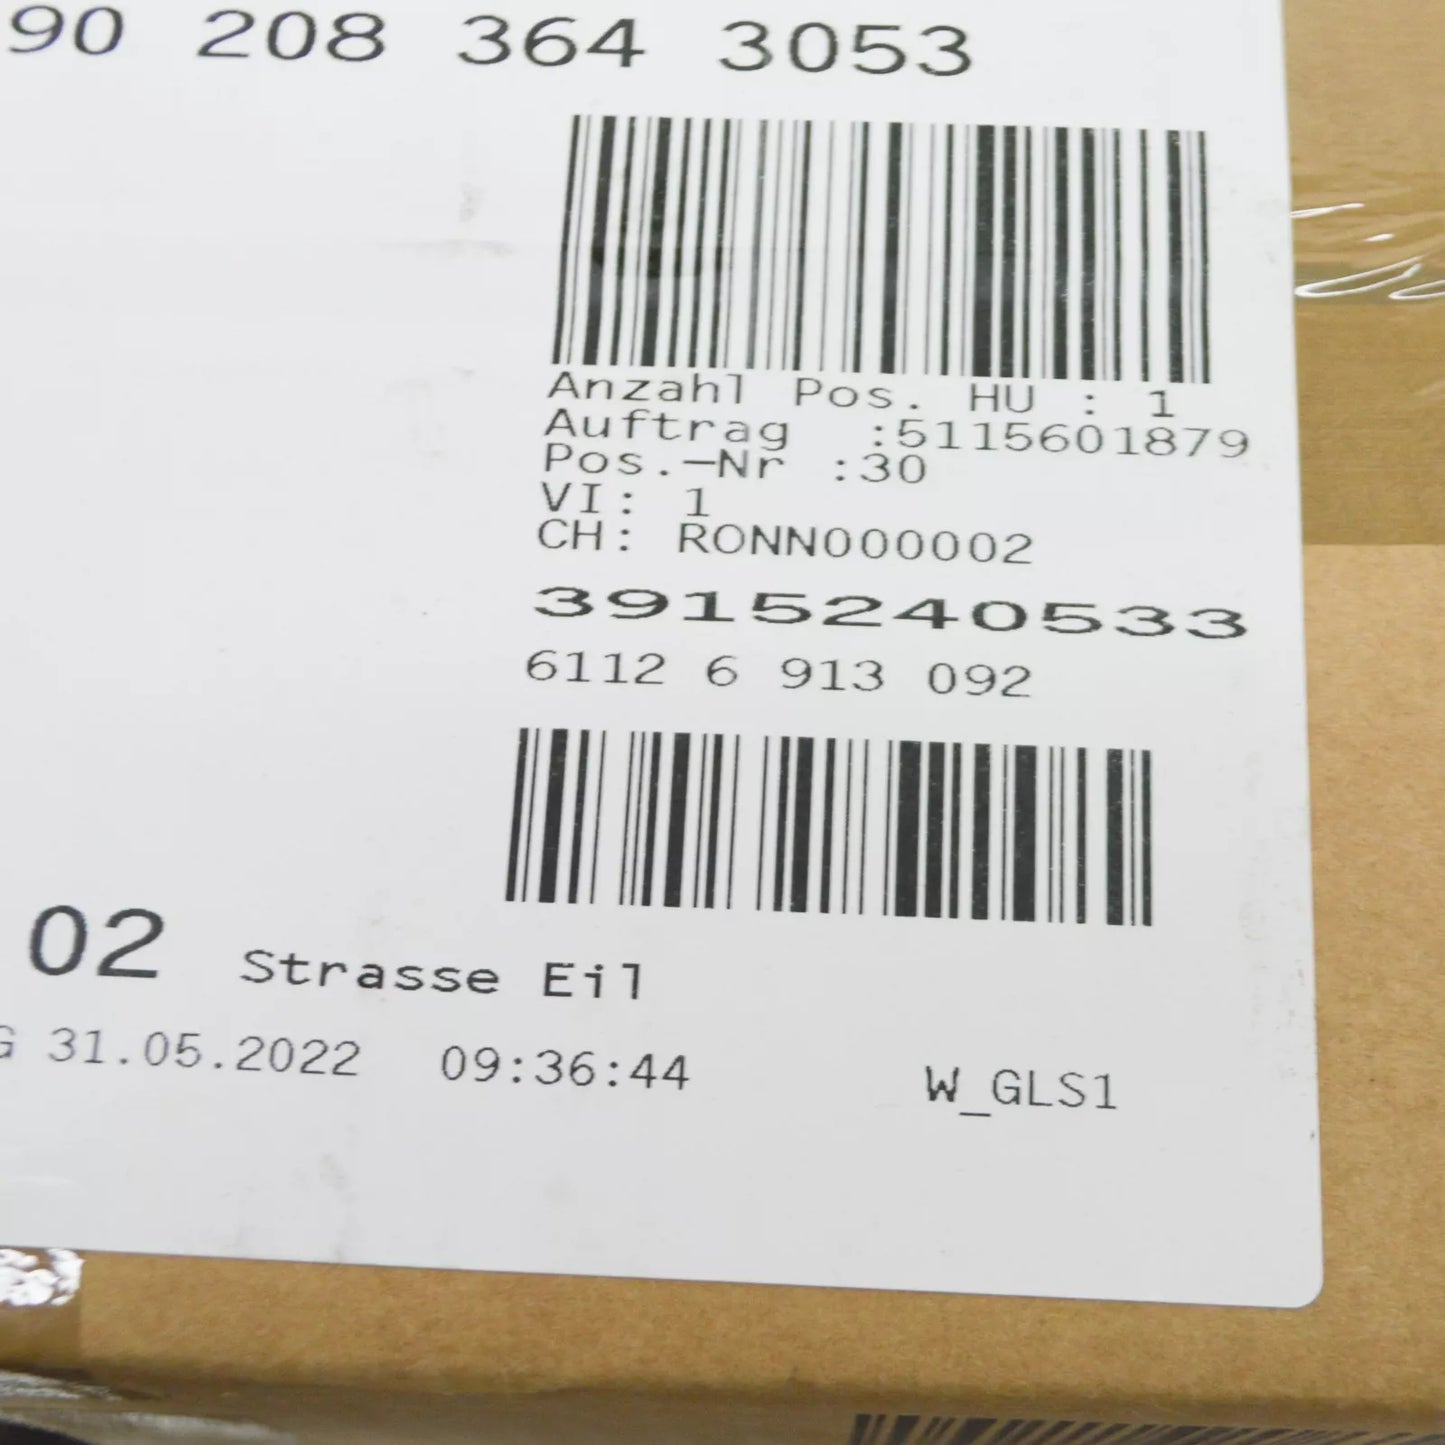 90 208 364 3053
Anzahl Pos. HU : 1
Auftrag :5115601879
Pos.-Nr :30
VI: 1
CH: RONN000002
3915240533
6112 6 913 092
02 Strasse Eil
G 31.05.2022 09:36:44 W_GLS1